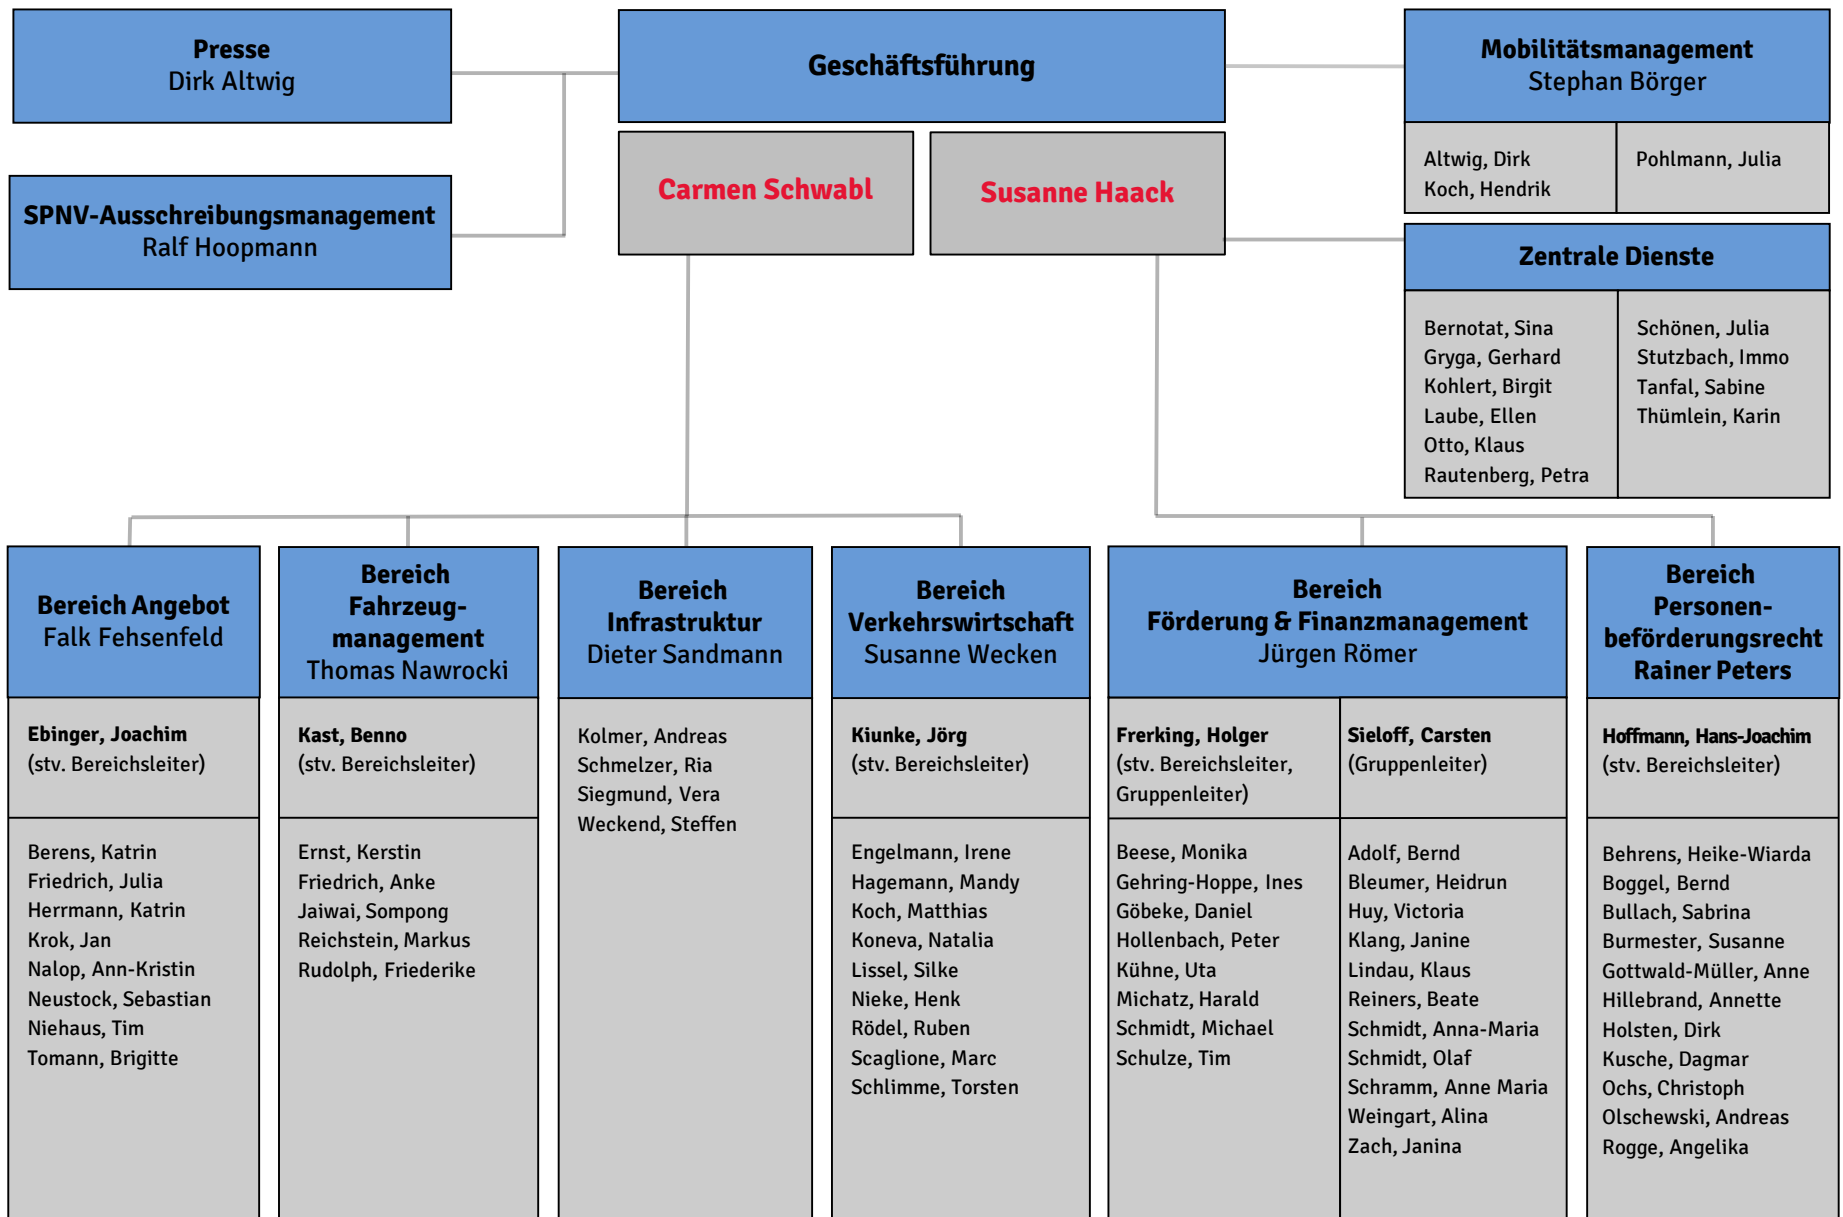 Presse
Dirk Altwig
Geschäftsführung
Mobilitätsmanagement
Stephan Börger
Altwig, Dirk
Koch, Hendrik
Pohlmann, Julia
SPNV-Ausschreibungsmanagement
Ralf Hoopmann
Carmen Schwabl
Susanne Haack
Zentrale Dienste
Bernotat, Sina
Gryga, Gerhard
Kohlert, Birgit
Laube, Ellen
Otto, Klaus
Rautenberg, Petra
Schönen, Julia
Stutzbach, Immo
Tanfal, Sabine
Thümlein, Karin
Bereich Angebot
Falk Fehsenfeld
Ebinger, Joachim
(stv. Bereichsleiter)
Berens, Katrin
Friedrich, Julia
Herrmann, Katrin
Krok, Jan
Nalop, Ann-Kristin
Neustock, Sebastian
Niehaus, Tim
Tomann, Brigitte
Bereich
Fahrzeug-
management
Thomas Nawrocki
Kast, Benno
(stv. Bereichsleiter)
Ernst, Kerstin
Friedrich, Anke
Jaiwai, Sompong
Reichstein, Markus
Rudolph, Friederike
Bereich
Infrastruktur
Dieter Sandmann
Kolmer, Andreas
Schmelzer, Ria
Siegmund, Vera
Weckend, Steffen
Bereich
Verkehrswirtschaft
Susanne Wecken
Kiunke, Jörg
(stv. Bereichsleiter)
Engelmann, Irene
Hagemann, Mandy
Koch, Matthias
Koneva, Natalia
Lissel, Silke
Nieke, Henk
Rödel, Ruben
Scaglione, Marc
Schlimme, Torsten
Bereich
Förderung & Finanzmanagement
Jürgen Römer
Frerking, Holger
(stv. Bereichsleiter,
Gruppenleiter)
Beese, Monika
Gehring-Hoppe, Ines
Göbeke, Daniel
Hollenbach, Peter
Kühne, Uta
Michatz, Harald
Schmidt, Michael
Schulze, Tim
Sieloff, Carsten
(Gruppenleiter)
Adolf, Bernd
Bleumer, Heidrun
Huy, Victoria
Klang, Janine
Lindau, Klaus
Reiners, Beate
Schmidt, Anna-Maria
Schmidt, Olaf
Schramm, Anne Maria
Weingart, Alina
Zach, Janina
Bereich
Personen-
beförderungsrecht
Rainer Peters
Hoffmann, Hans-Joachim
(stv. Bereichsleiter)
Behrens, Heike-Wiarda
Boggel, Bernd
Bullach, Sabrina
Burmester, Susanne
Gottwald-Müller, Anne
Hillebrand, Annette
Holsten, Dirk
Kusche, Dagmar
Ochs, Christoph
Olschewski, Andreas
Rogge, Angelika